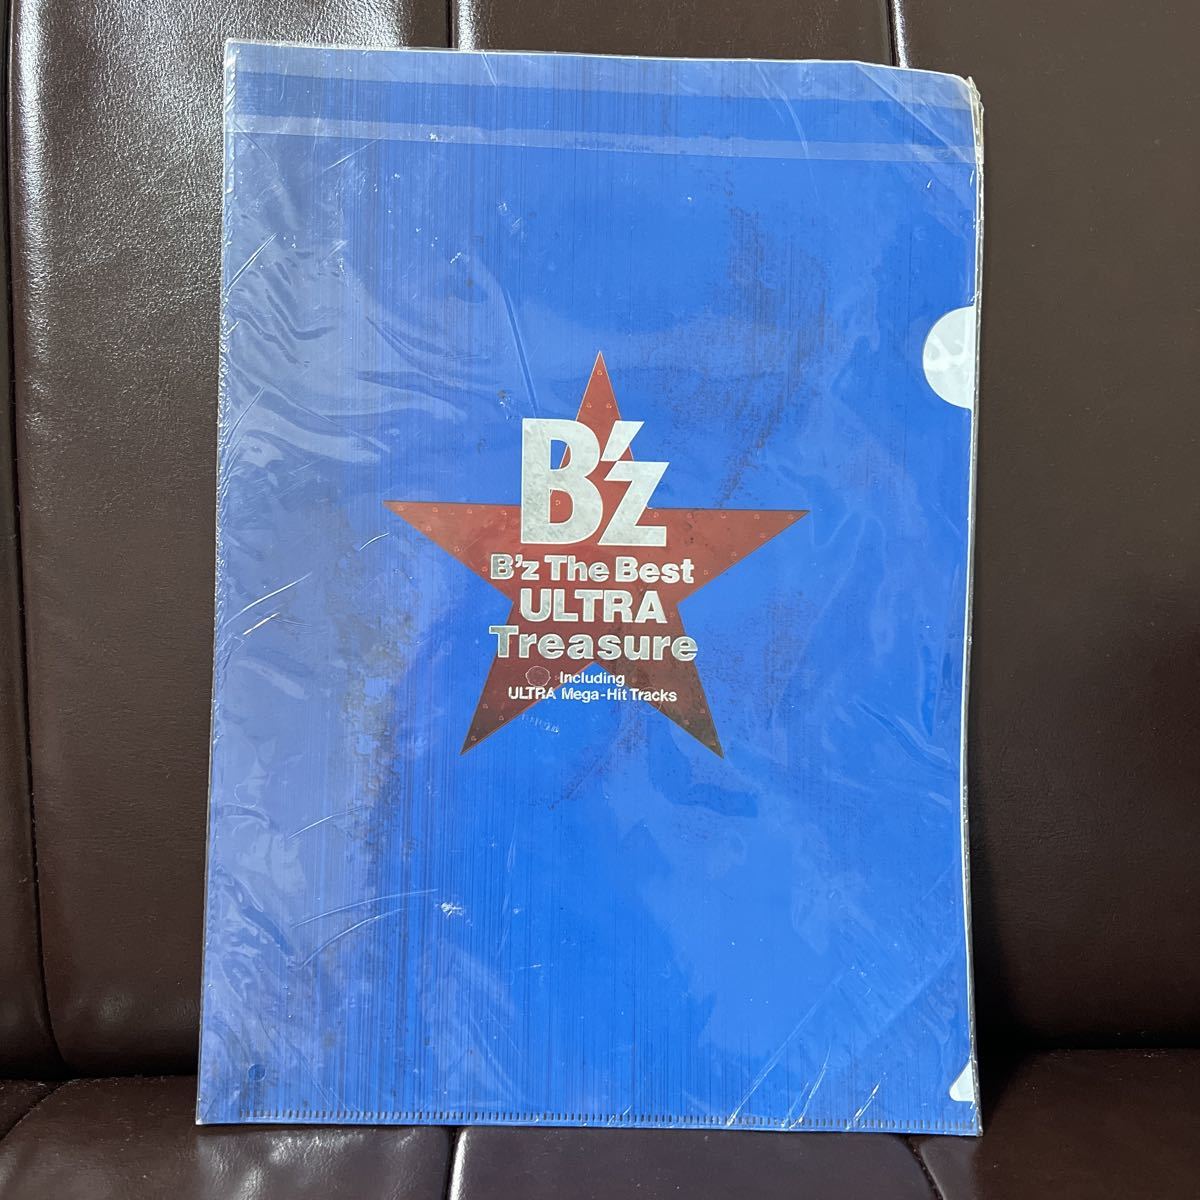 B'z
B'z The Best
ULTRA
Treasure
Including
ULTRA Mega-Hit Tracks